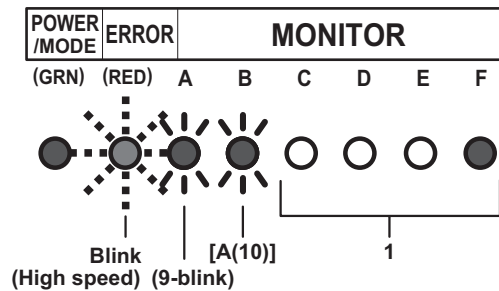 POWER /MODE ERROR MONITOR
(GRN) (RED) A B C D E F
Blink (High speed) (9-blink) [A(10)] 1